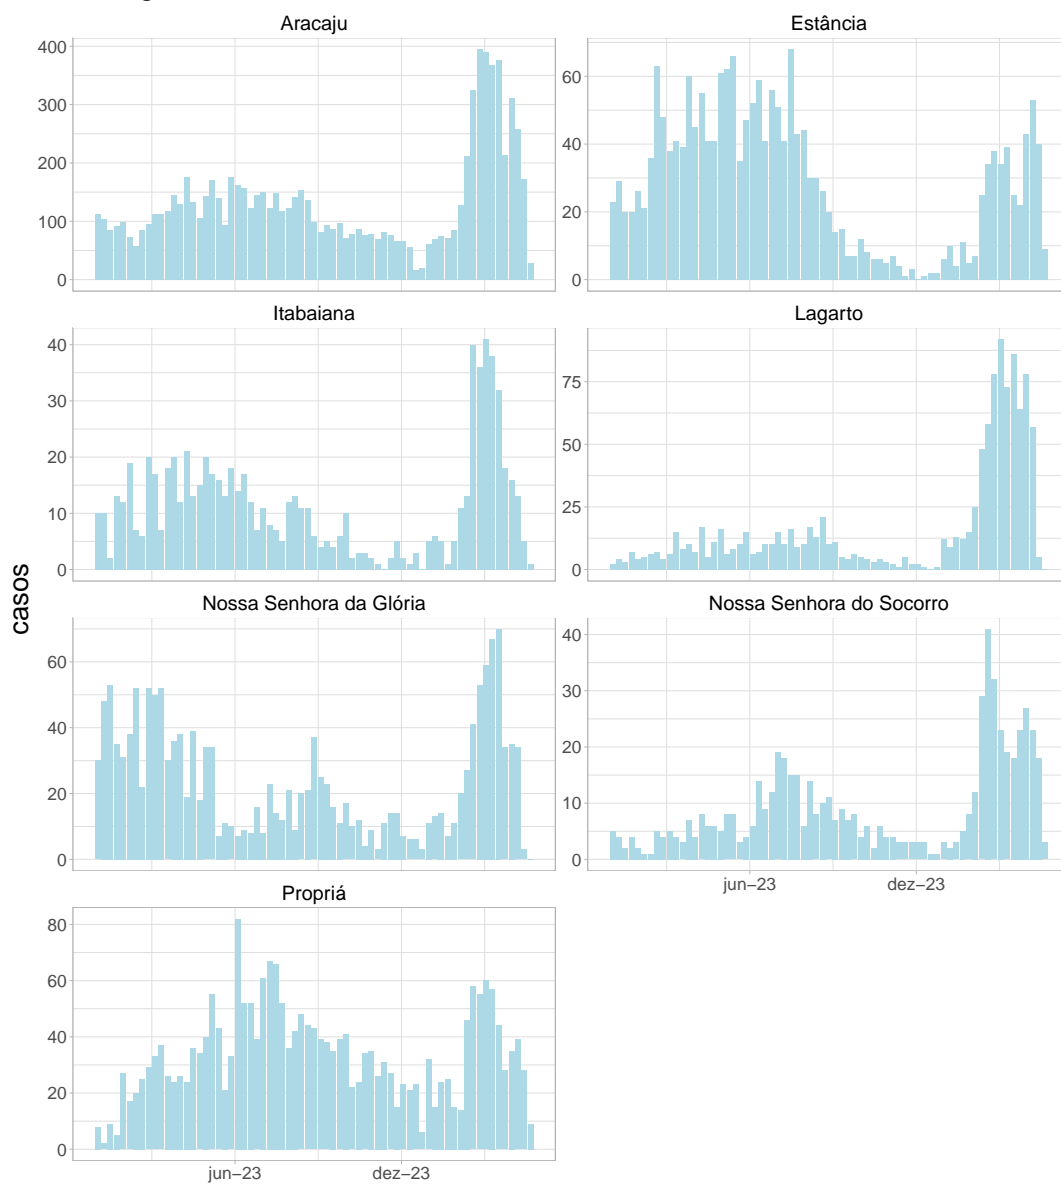 Aracaju
Estância
400
300
200
100
0
60
40
20
0
Itabaiana
Lagarto
40
30
20
10
0
75
50
25
0
casos
Nossa Senhora da Glória
Nossa Senhora do Socorro
60
40
20
0
40
30
20
10
0
jun–23
dez–23
Propriá
80
60
40
20
0
jun–23
dez–23